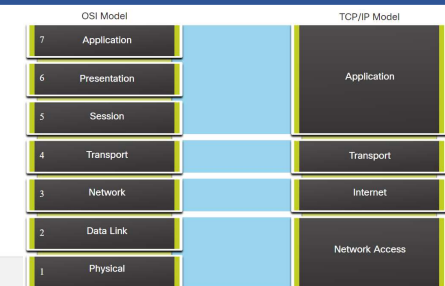 OSI Model
TCP/IP Model
7 Application
6 Presentation
5 Session
Application
4 Transport
Transport
3 Network
Internet
2 Data Link
1 Physical
Network Access